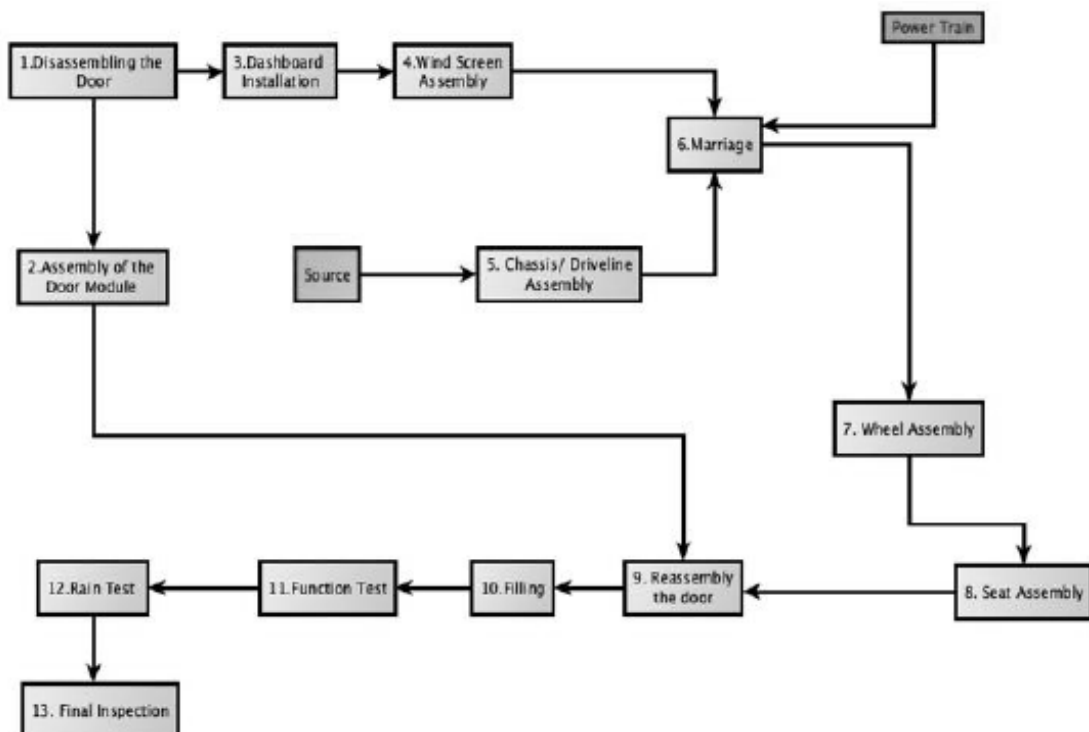 Power Train
1.Disassembling the
Door
3.Dashboard
Installation
4.Wind Screen
Assembly
6.Marriage
2.Assembly of the
Door Module
Source
5. Chassis/ Driveline
Assembly
7. Wheel Assembly
12.Rain Test
11.Function Test
10.Filling
9. Reassembly
the door
8. Seat Assembly
13. Final Inspection